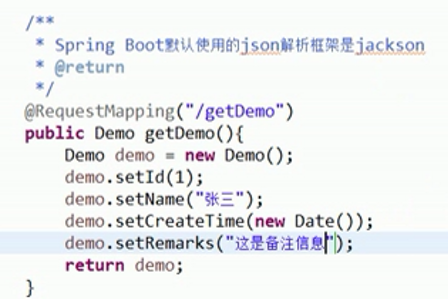 /**
 * Spring Boot默认使用的json解析框架是jackson
 * @return
 */
@RequestMapping("/getDemo")
public Demo getDemo(){
    Demo demo = new Demo();
    demo.setId(1);
    demo.setName("张三");
    demo.setCreateTime(new Date());
    demo.setRemarks("这是备注信息");
    return demo;
}